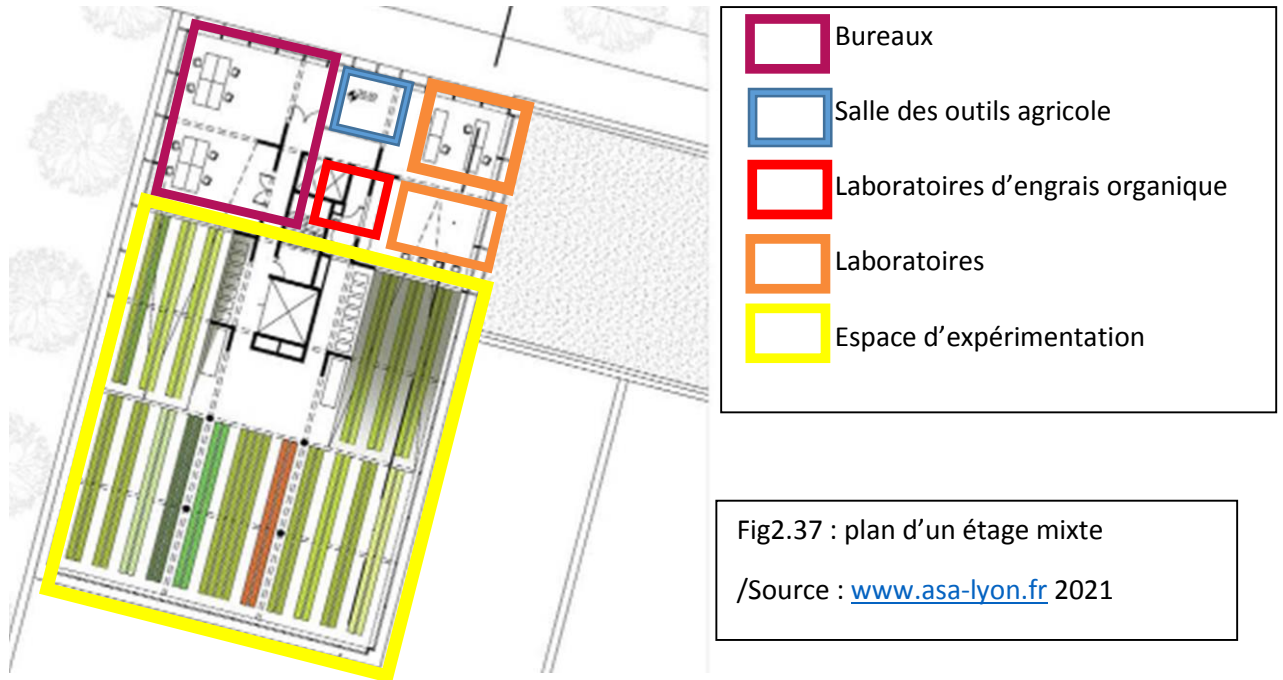 Bureaux
Salle des outils agricole
Laboratoires d’engrais organique
Laboratoires
Espace d’expérimentation
Fig2.37 : plan d’un étage mixte
/Source : www.asa-lyon.fr 2021